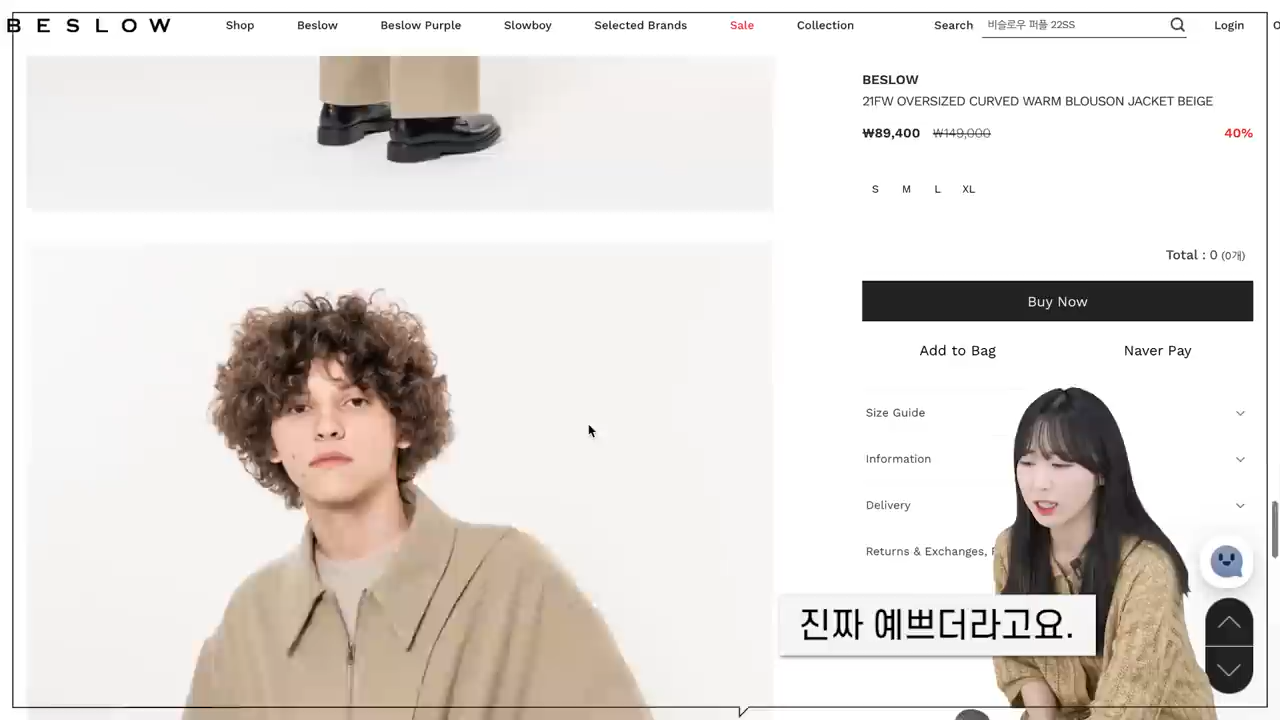 BESLOW
Shop
Beslow
Beslow Purple
Slowboy
Selected Brands
Sale
Collection
Search
비슬로우 퍼플 22SS
Login
BESLOW
21FW OVERSIZED CURVED WARM BLOUSON JACKET BEIGE
₩89,400 ₩149,000 40%
S M L XL
Total : 0 (0개)
Buy Now
Add to Bag
Naver Pay
Size Guide
Information
Delivery
Returns & Exchanges,
진짜 예쁘더라고요.